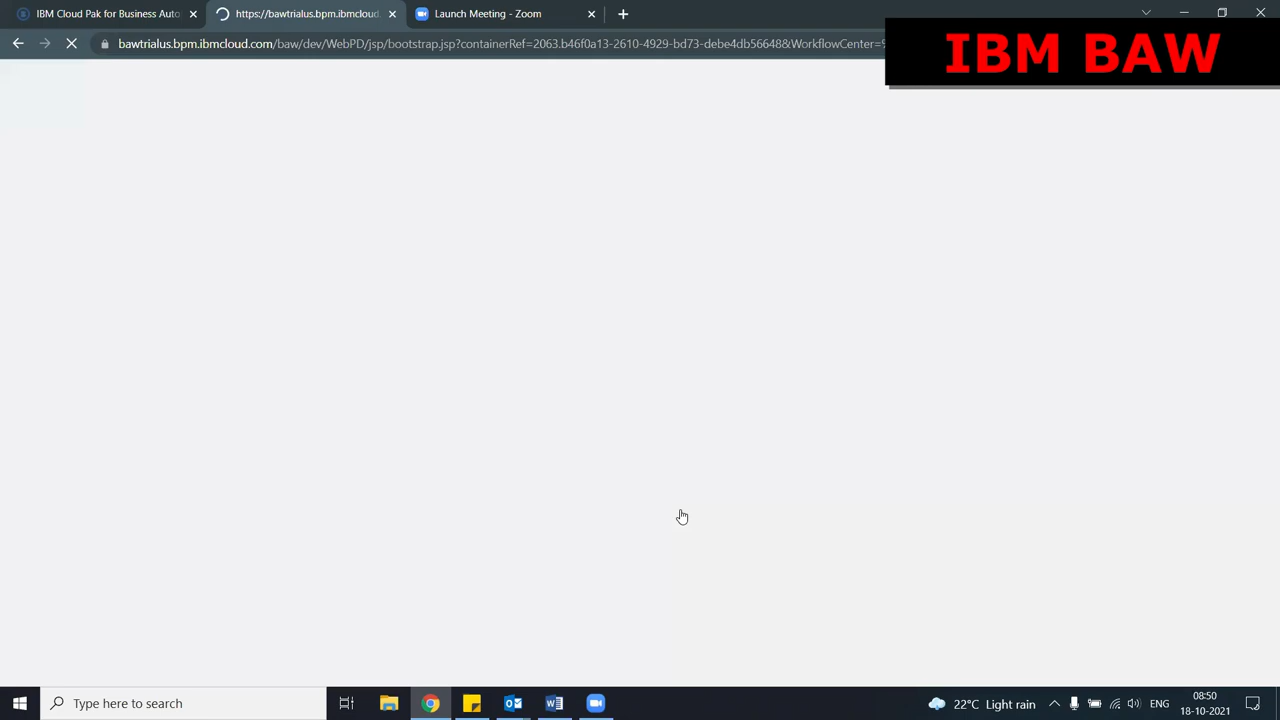 IBM Cloud Pak for Business Auto
https://bawtrialus.bpm.ibmcloud.
Launch Meeting - Zoom
bawtrialus.bpm.ibmcloud.com/baw/dev/WebPD/jsp/bootstrap.jsp?containerRef=2063.b46f0a13-2610-4929-bd73-debe4db56648&WorkflowCenter=
IBM BAW
Type here to search
22°C Light rain
ENG
08:50
18-10-2021